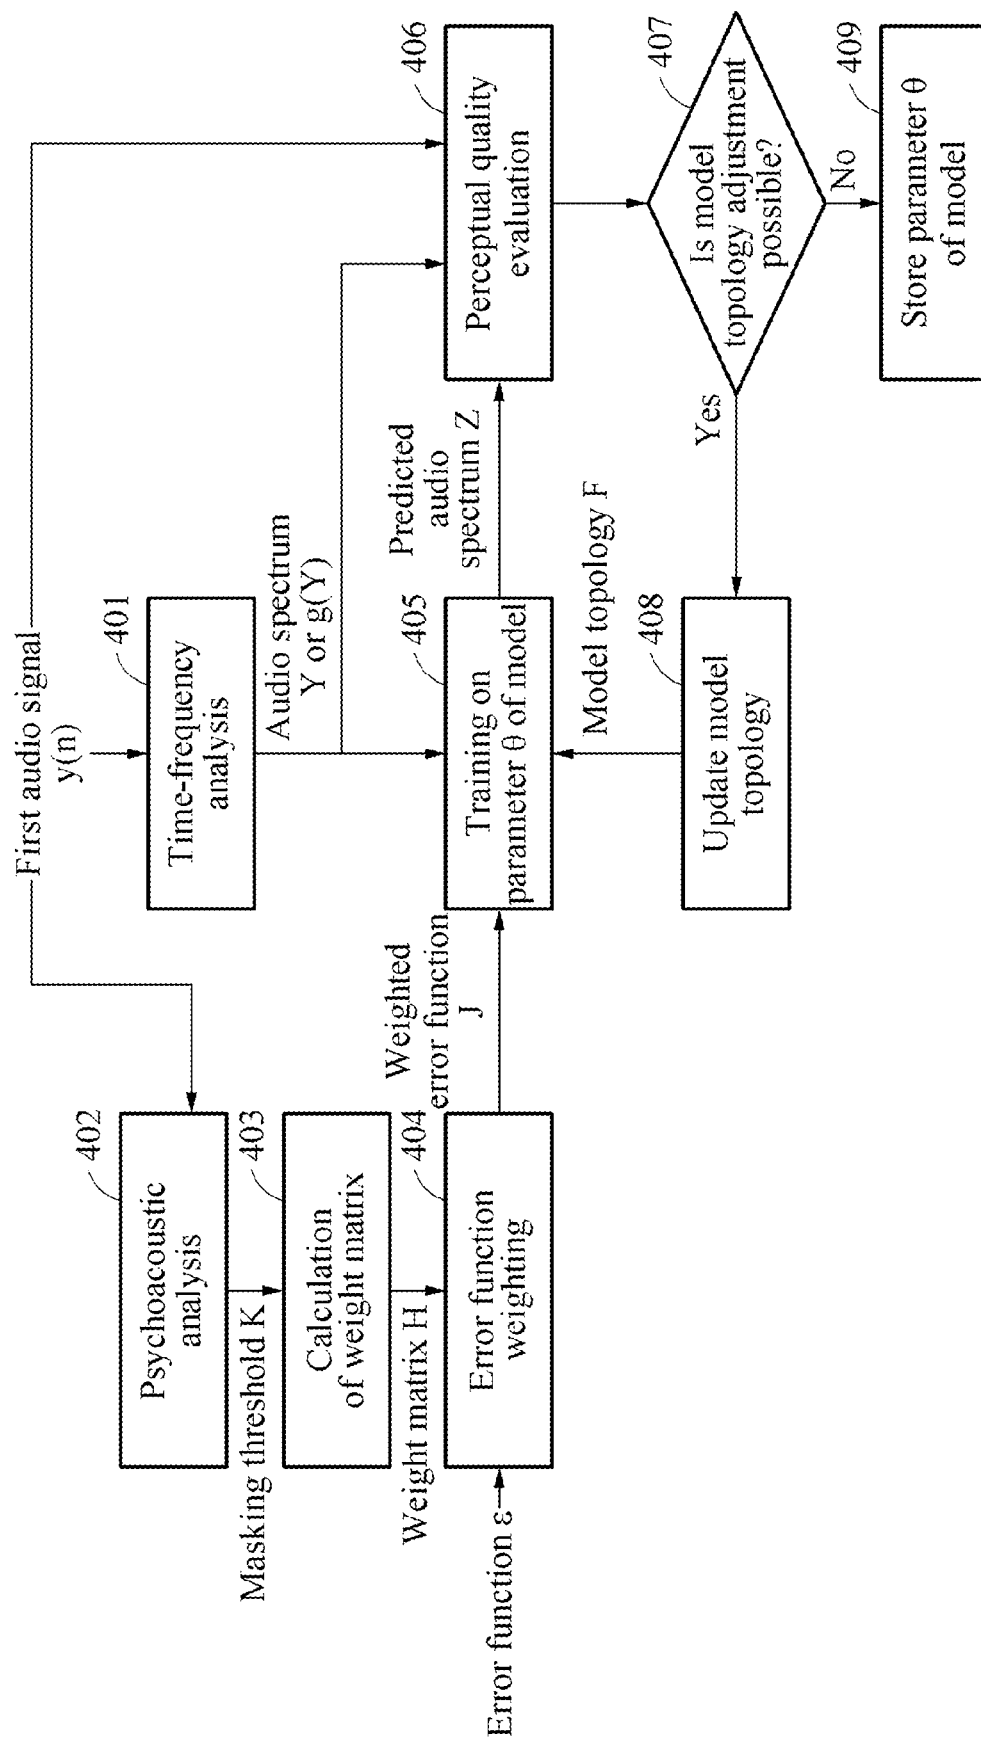 First audio signal
y(n)
402
Psychoacoustic
analysis
Masking threshold K
403
Calculation
of weight matrix
Weight matrix H
404
Error function
weighting
Error function ε
Weighted
error function
J
401
Time-frequency
analysis
Audio spectrum
Y or g(Y)
405
Training on
parameter θ of model
Predicted
audio
spectrum Z
Model topology F
408
Update model
topology
406
Perceptual quality
evaluation
407
Is model
topology adjustment
possible?
Yes
No
409
Store parameter θ
of model